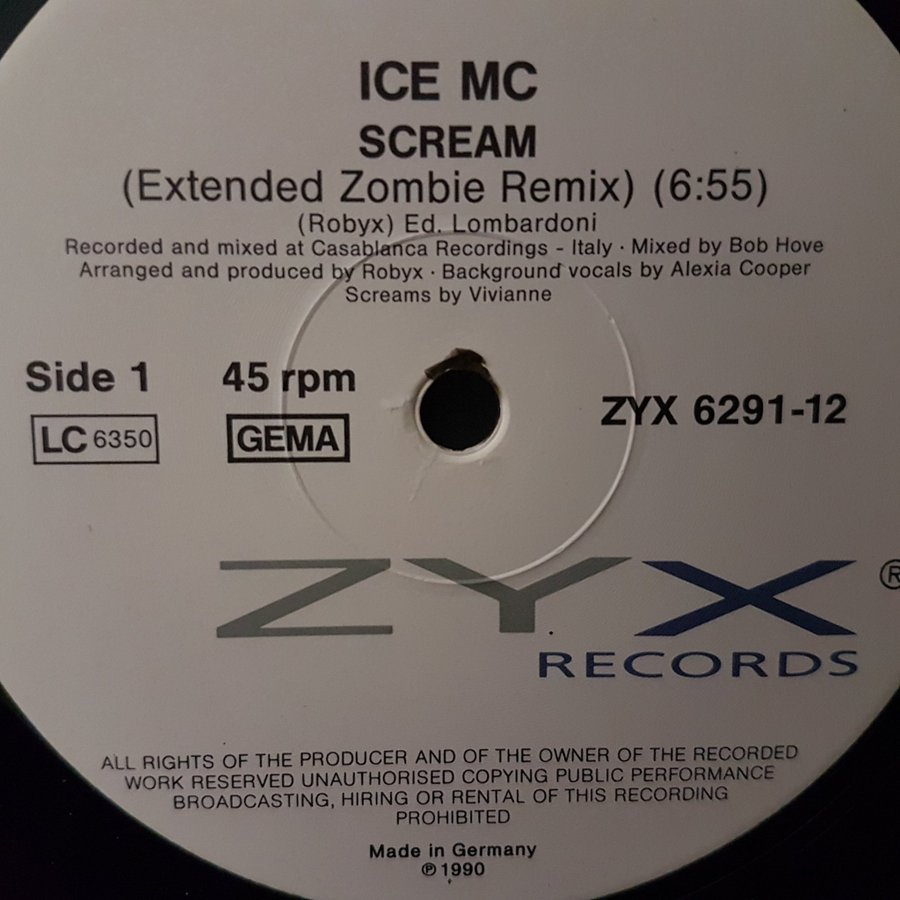 ICE MC
SCREAM
(Extended Zombie Remix) (6:55)
(Robyx) Ed. Lombardoni
Recorded and mixed at Casablanca Recordings - Italy · Mixed by Bob Hove
Arranged and produced by Robyx · Background vocals by Alexia Cooper
Screams by Vivianne
Side 1 45 rpm
ZYX 6291-12
LC 6350 GEMA
ZYX ®
RECORDS
ALL RIGHTS OF THE PRODUCER AND OF THE OWNER OF THE RECORDED
WORK RESERVED UNAUTHORISED COPYING PUBLIC PERFORMANCE
BROADCASTING, HIRING OR RENTAL OF THIS RECORDING
PROHIBITED
Made in Germany
℗ 1990